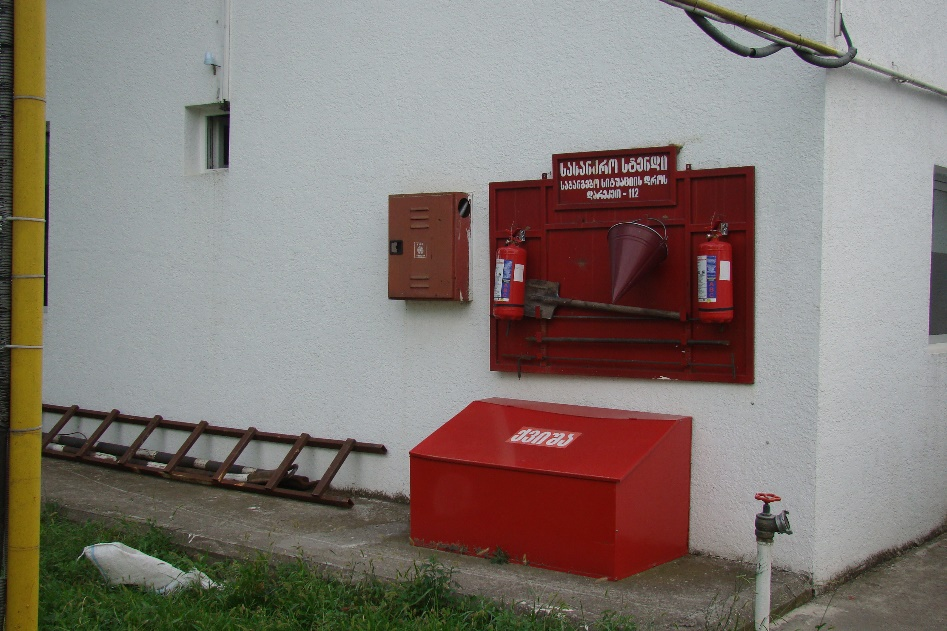 სახანძრო სტენდი
საგანგებო სიტუაციის დროს
დარეკეთ - 112
ქვიშა